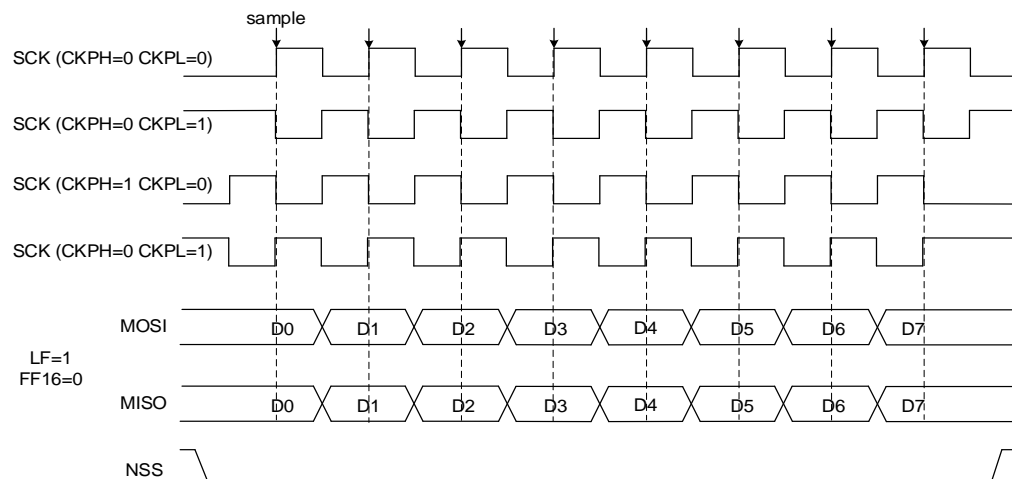 sample
SCK (CKPH=0 CKPL=0)
SCK (CKPH=0 CKPL=1)
SCK (CKPH=1 CKPL=0)
SCK (CKPH=0 CKPL=1)
MOSI
D0 D1 D2 D3 D4 D5 D6 D7
LF=1
FF16=0
MISO
D0 D1 D2 D3 D4 D5 D6 D7
NSS